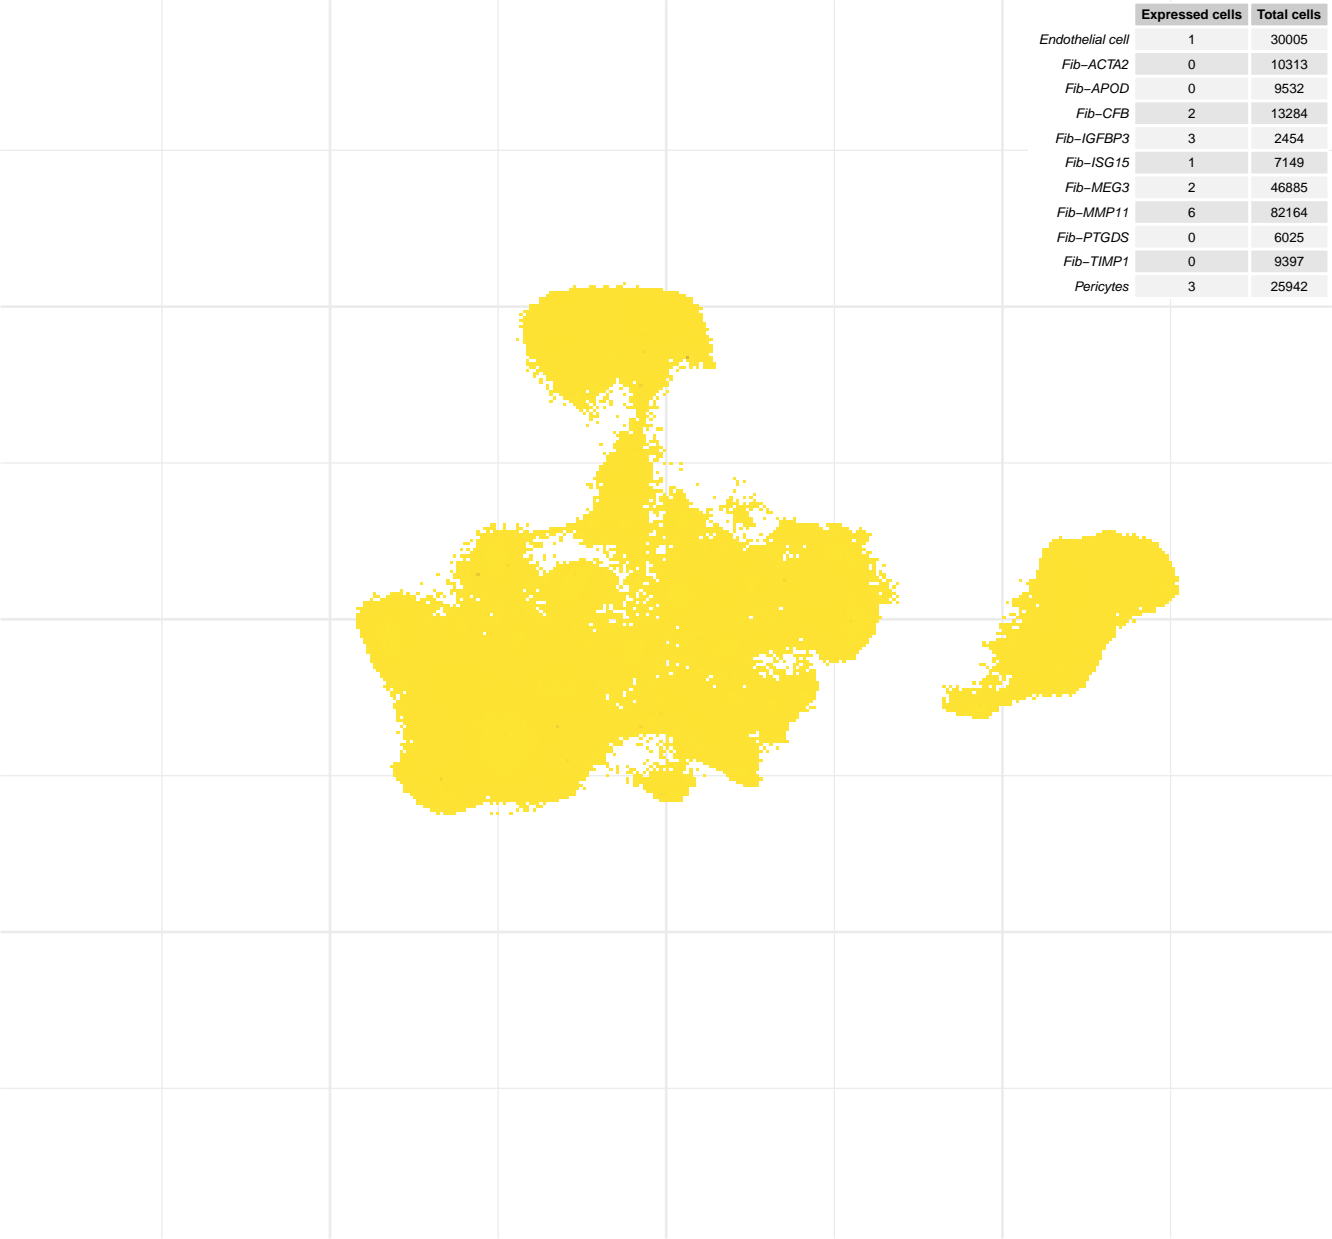 Expressed cells Total cells
Endothelial cell 1 30005
Fib−ACTA2 0 10313
Fib−APOD 0 9532
Fib−CFB 2 13284
Fib−IGFBP3 3 2454
Fib−ISG15 1 7149
Fib−MEG3 2 46885
Fib−MMP11 6 82164
Fib−PTGDS 0 6025
Fib−TIMP1 0 9397
Pericytes 3 25942